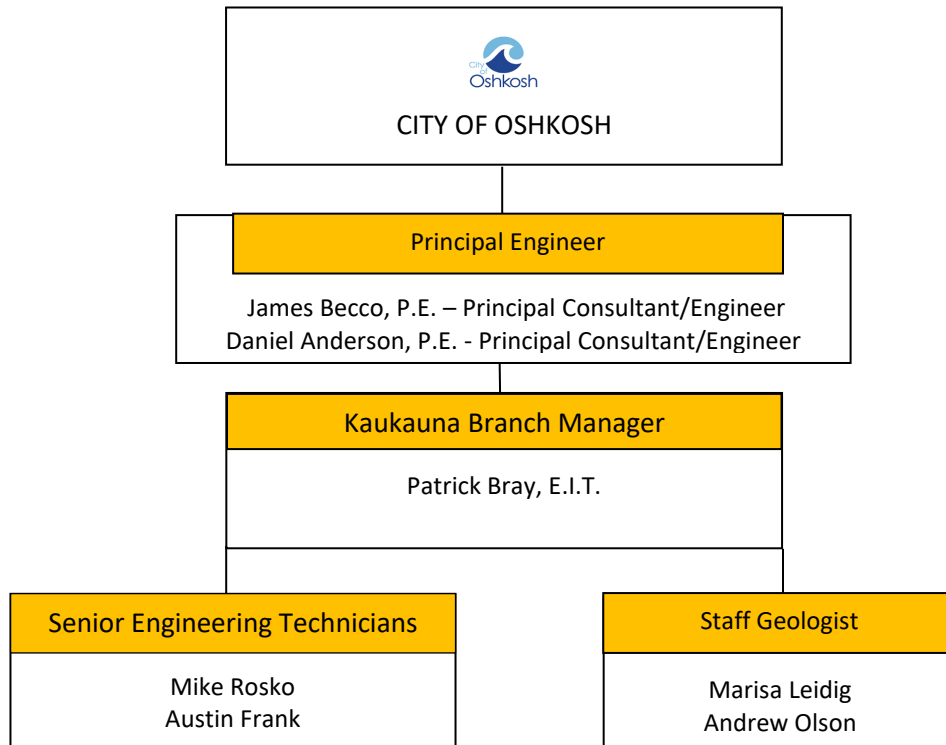 City
of
Oshkosh
CITY OF OSHKOSH
Principal Engineer
James Becco, P.E. – Principal Consultant/Engineer
Daniel Anderson, P.E. - Principal Consultant/Engineer
Kaukauna Branch Manager
Patrick Bray, E.I.T.
Senior Engineering Technicians
Mike Rosko
Austin Frank
Staff Geologist
Marisa Leidig
Andrew Olson